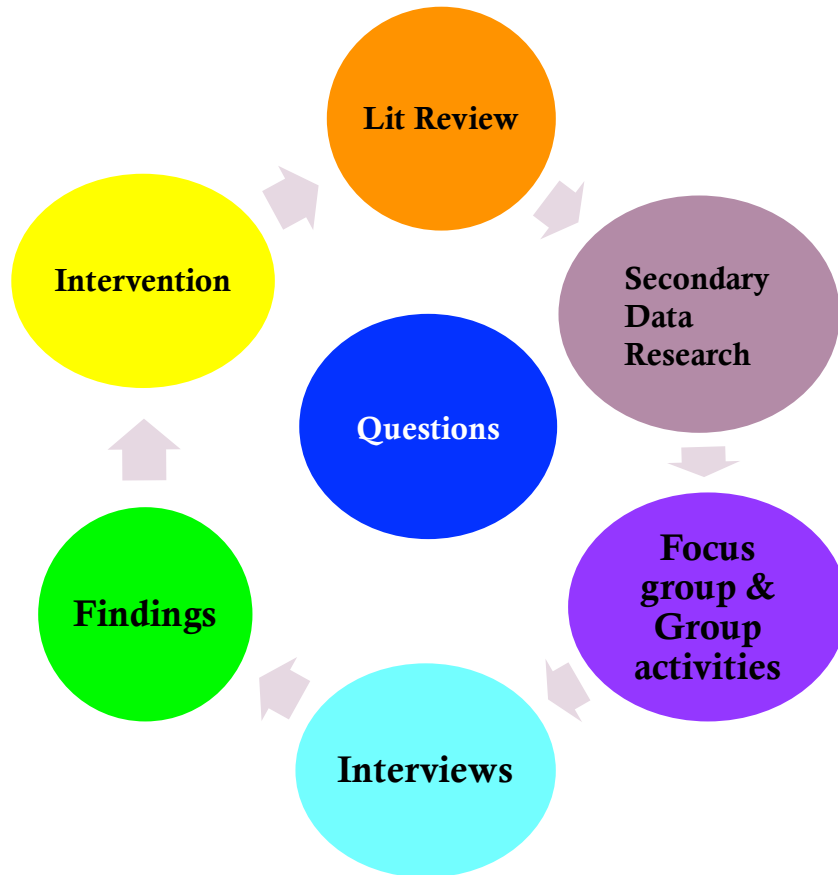 Lit Review
Secondary
Data
Research
Focus
group &
Group
activities
Interviews
Findings
Intervention
Questions